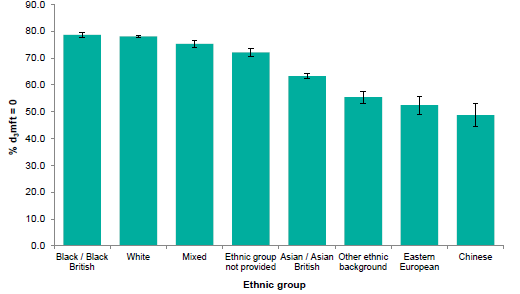 90.0
80.0
70.0
60.0
50.0
40.0
30.0
20.0
10.0
0.0
% d₃mft = 0
Black / Black British
White
Mixed
Ethnic group not provided
Asian / Asian British
Other ethnic background
Eastern European
Chinese
Ethnic group